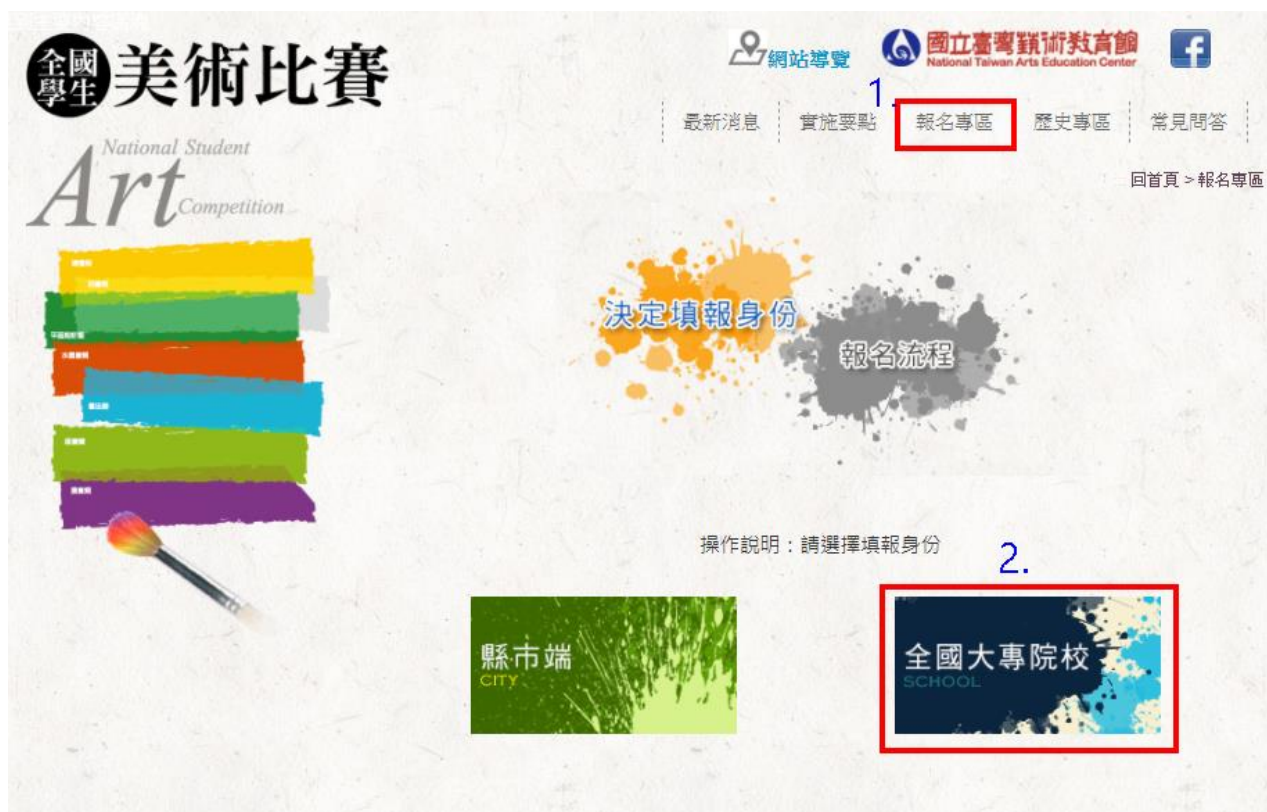 全國學生美術比賽
National Student
Art
Competition
網站導覽
國立臺灣藝術教育館
National Taiwan Arts Education Center
f
1.
最新消息
實施要點
報名專區
歷史專區
常見問答
回首頁 > 報名專區
決定填報身份
報名流程
操作說明：請選擇填報身份
2.
縣市端
CITY
全國大專院校
SCHOOL